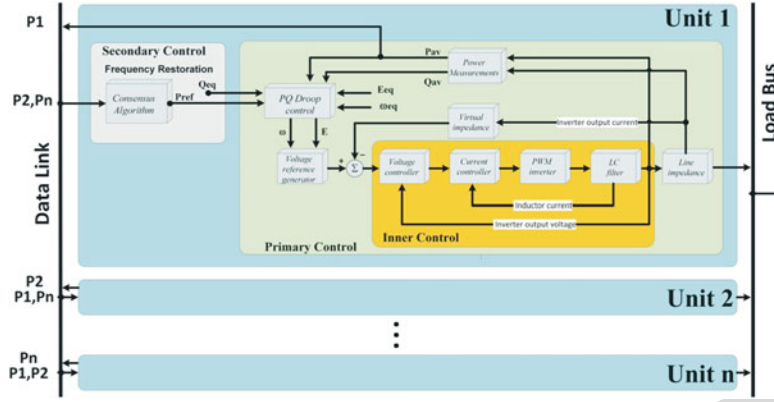 P1
Unit 1
Secondary Control
Frequency Restoration
Qeq
Consensus
Algorithm
Pref
P2,Pn
Data Link
PQ Droop
control
Pav
Qav
Power
Measurements
Eeq
ωeq
ω
E
Virtual
impedance
Inverter output current
Voltage
reference
generator
+
−
Σ
Voltage
controller
Current
controller
PWM
inverter
LC
filter
Line
impedance
Inductor current
Inverter output voltage
Inner Control
Primary Control
Load Bus
P2
P1,Pn
Unit 2
Pn
P1,P2
Unit n